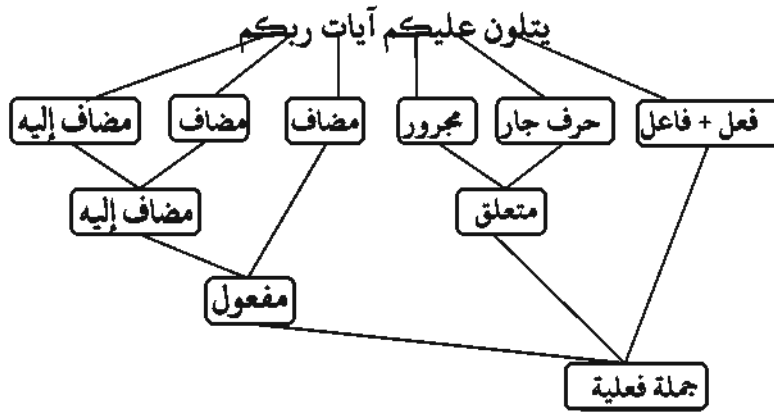 يتلون عليكم آيات ربكم
فعل + فاعل
حرف جار
مجرور
مضاف
مضاف
مضاف إليه
متعلق
مضاف إليه
مفعول
جملة فعلية